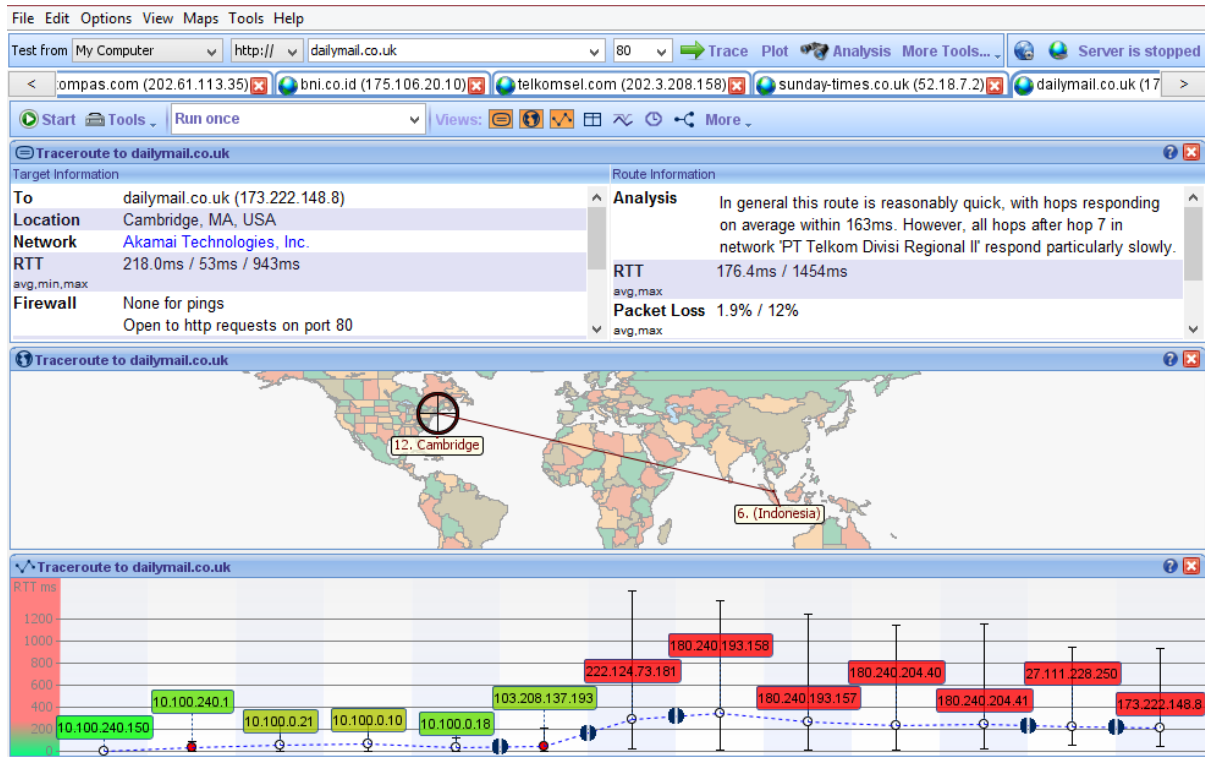 File Edit Options View Maps Tools Help
Test from My Computer http:// dailymail.co.uk 80 Trace Plot Analysis More Tools... Server is stopped
< ompas.com (202.61.113.35) bni.co.id (175.106.20.10) telkomsel.com (202.3.208.158) sunday-times.co.uk (52.18.7.2) dailymail.co.uk (17 >
Start Tools Run once Views: More
Traceroute to dailymail.co.uk
Target Information Route Information
To dailymail.co.uk (173.222.148.8)
Location Cambridge, MA, USA
Network Akamai Technologies, Inc.
RTT 218.0ms / 53ms / 943ms
avg,min,max
Firewall None for pings
Open to http requests on port 80
Analysis In general this route is reasonably quick, with hops responding
on average within 163ms. However, all hops after hop 7 in
network 'PT Telkom Divisi Regional II' respond particularly slowly.
RTT 176.4ms / 1454ms
avg,max
Packet Loss 1.9% / 12%
avg,max
Traceroute to dailymail.co.uk
12. Cambridge
6. (Indonesia)
Traceroute to dailymail.co.uk
RTT ms
1200
1000
800
600
400
200
0
10.100.240.150
10.100.240.1
10.100.0.21
10.100.0.10
10.100.0.18
103.208.137.193
222.124.73.181
180.240.193.158
180.240.193.157
180.240.204.40
180.240.204.41
27.111.228.250
173.222.148.8